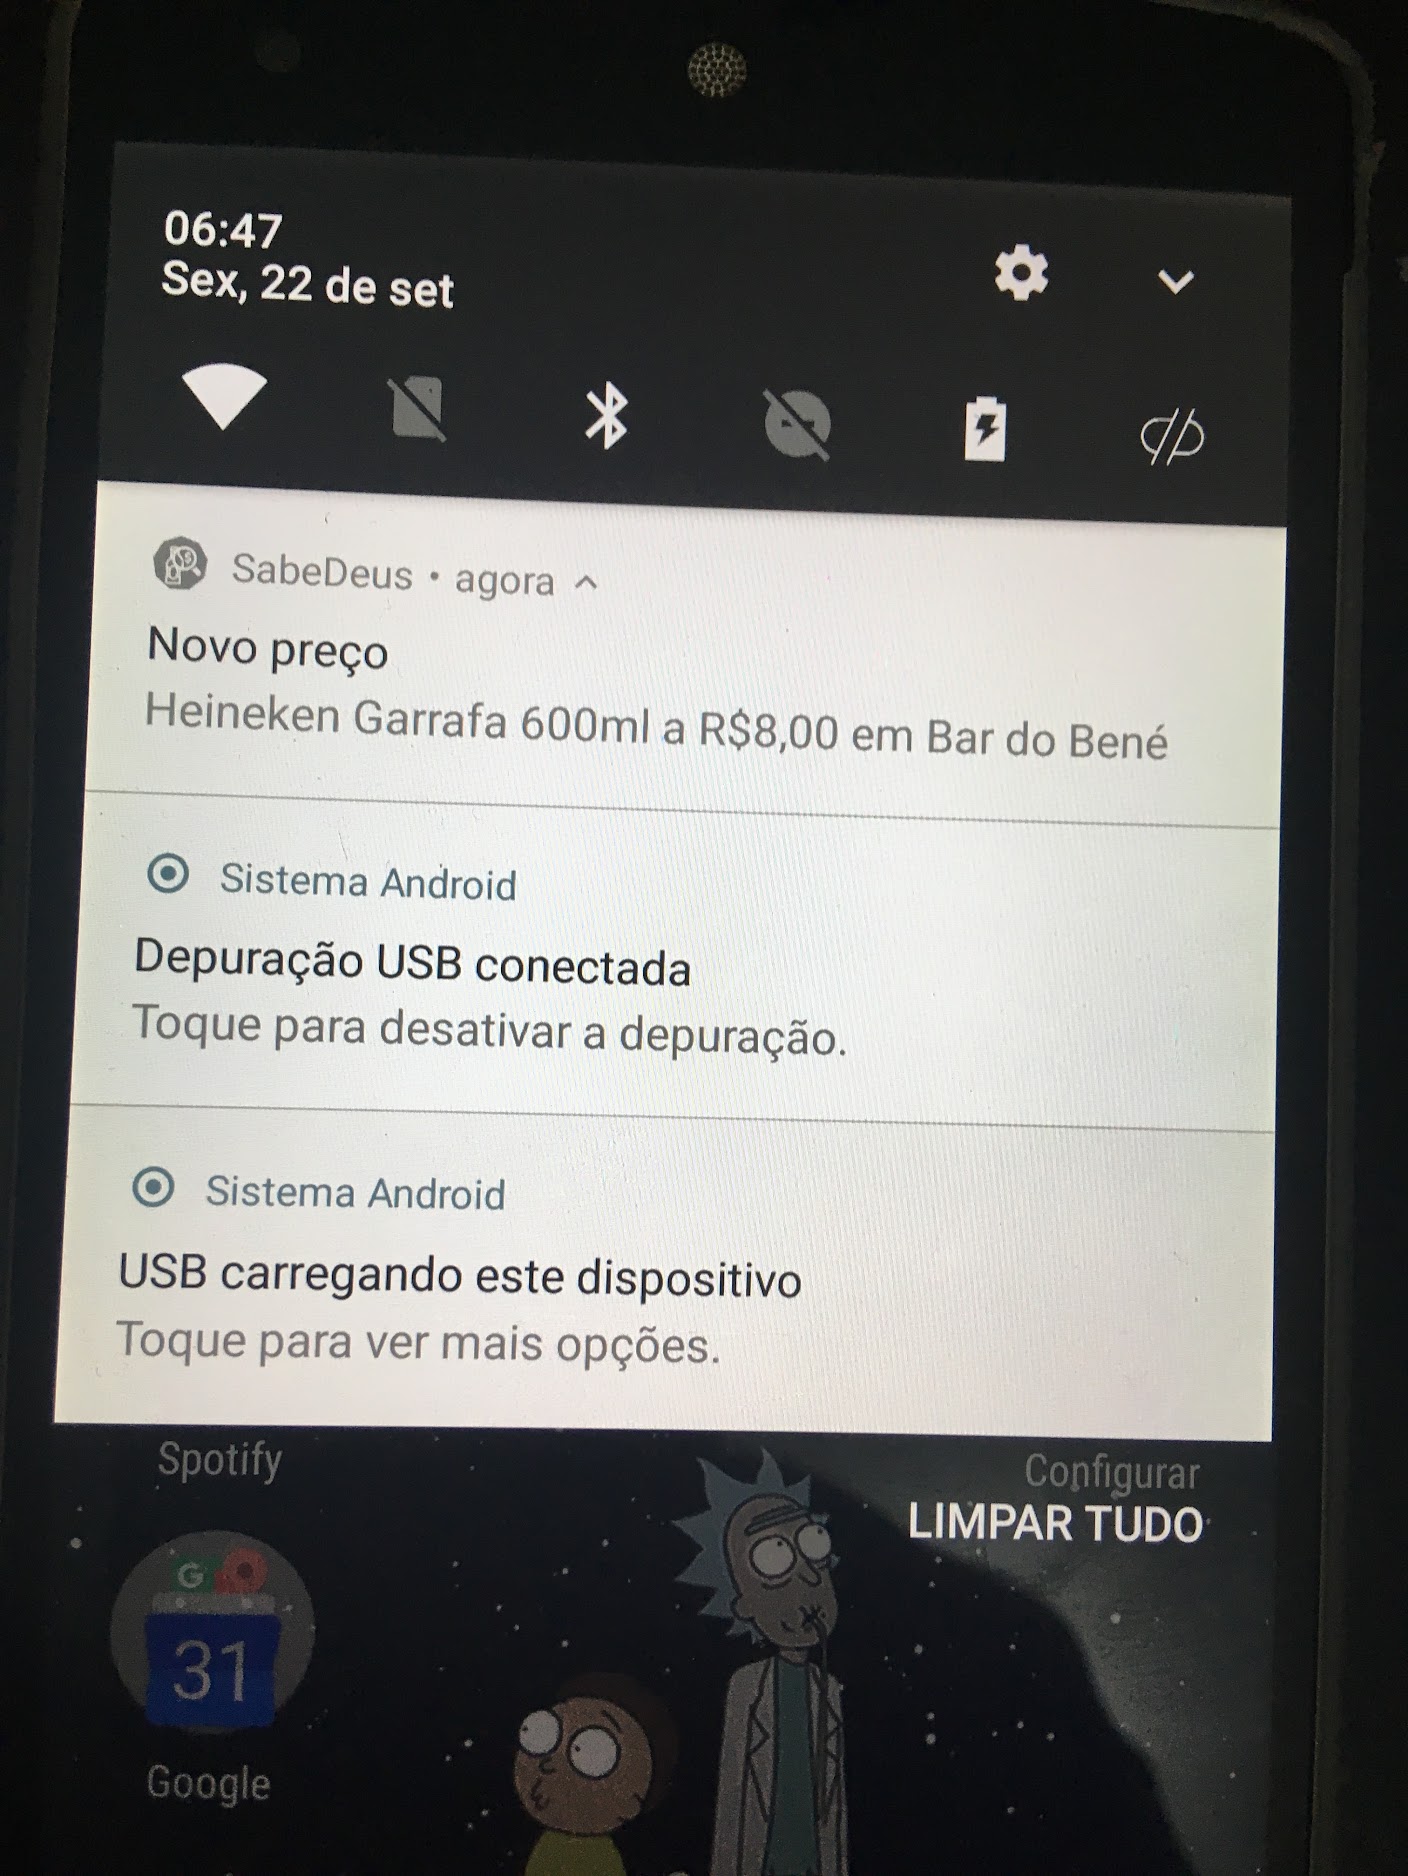 06:47
Sex, 22 de set
SabeDeus • agora
Novo preço
Heineken Garrafa 600ml a R$8,00 em Bar do Bené
Sistema Android
Depuração USB conectada
Toque para desativar a depuração.
Sistema Android
USB carregando este dispositivo
Toque para ver mais opções.
Spotify
Configurar
LIMPAR TUDO
G
31
Google